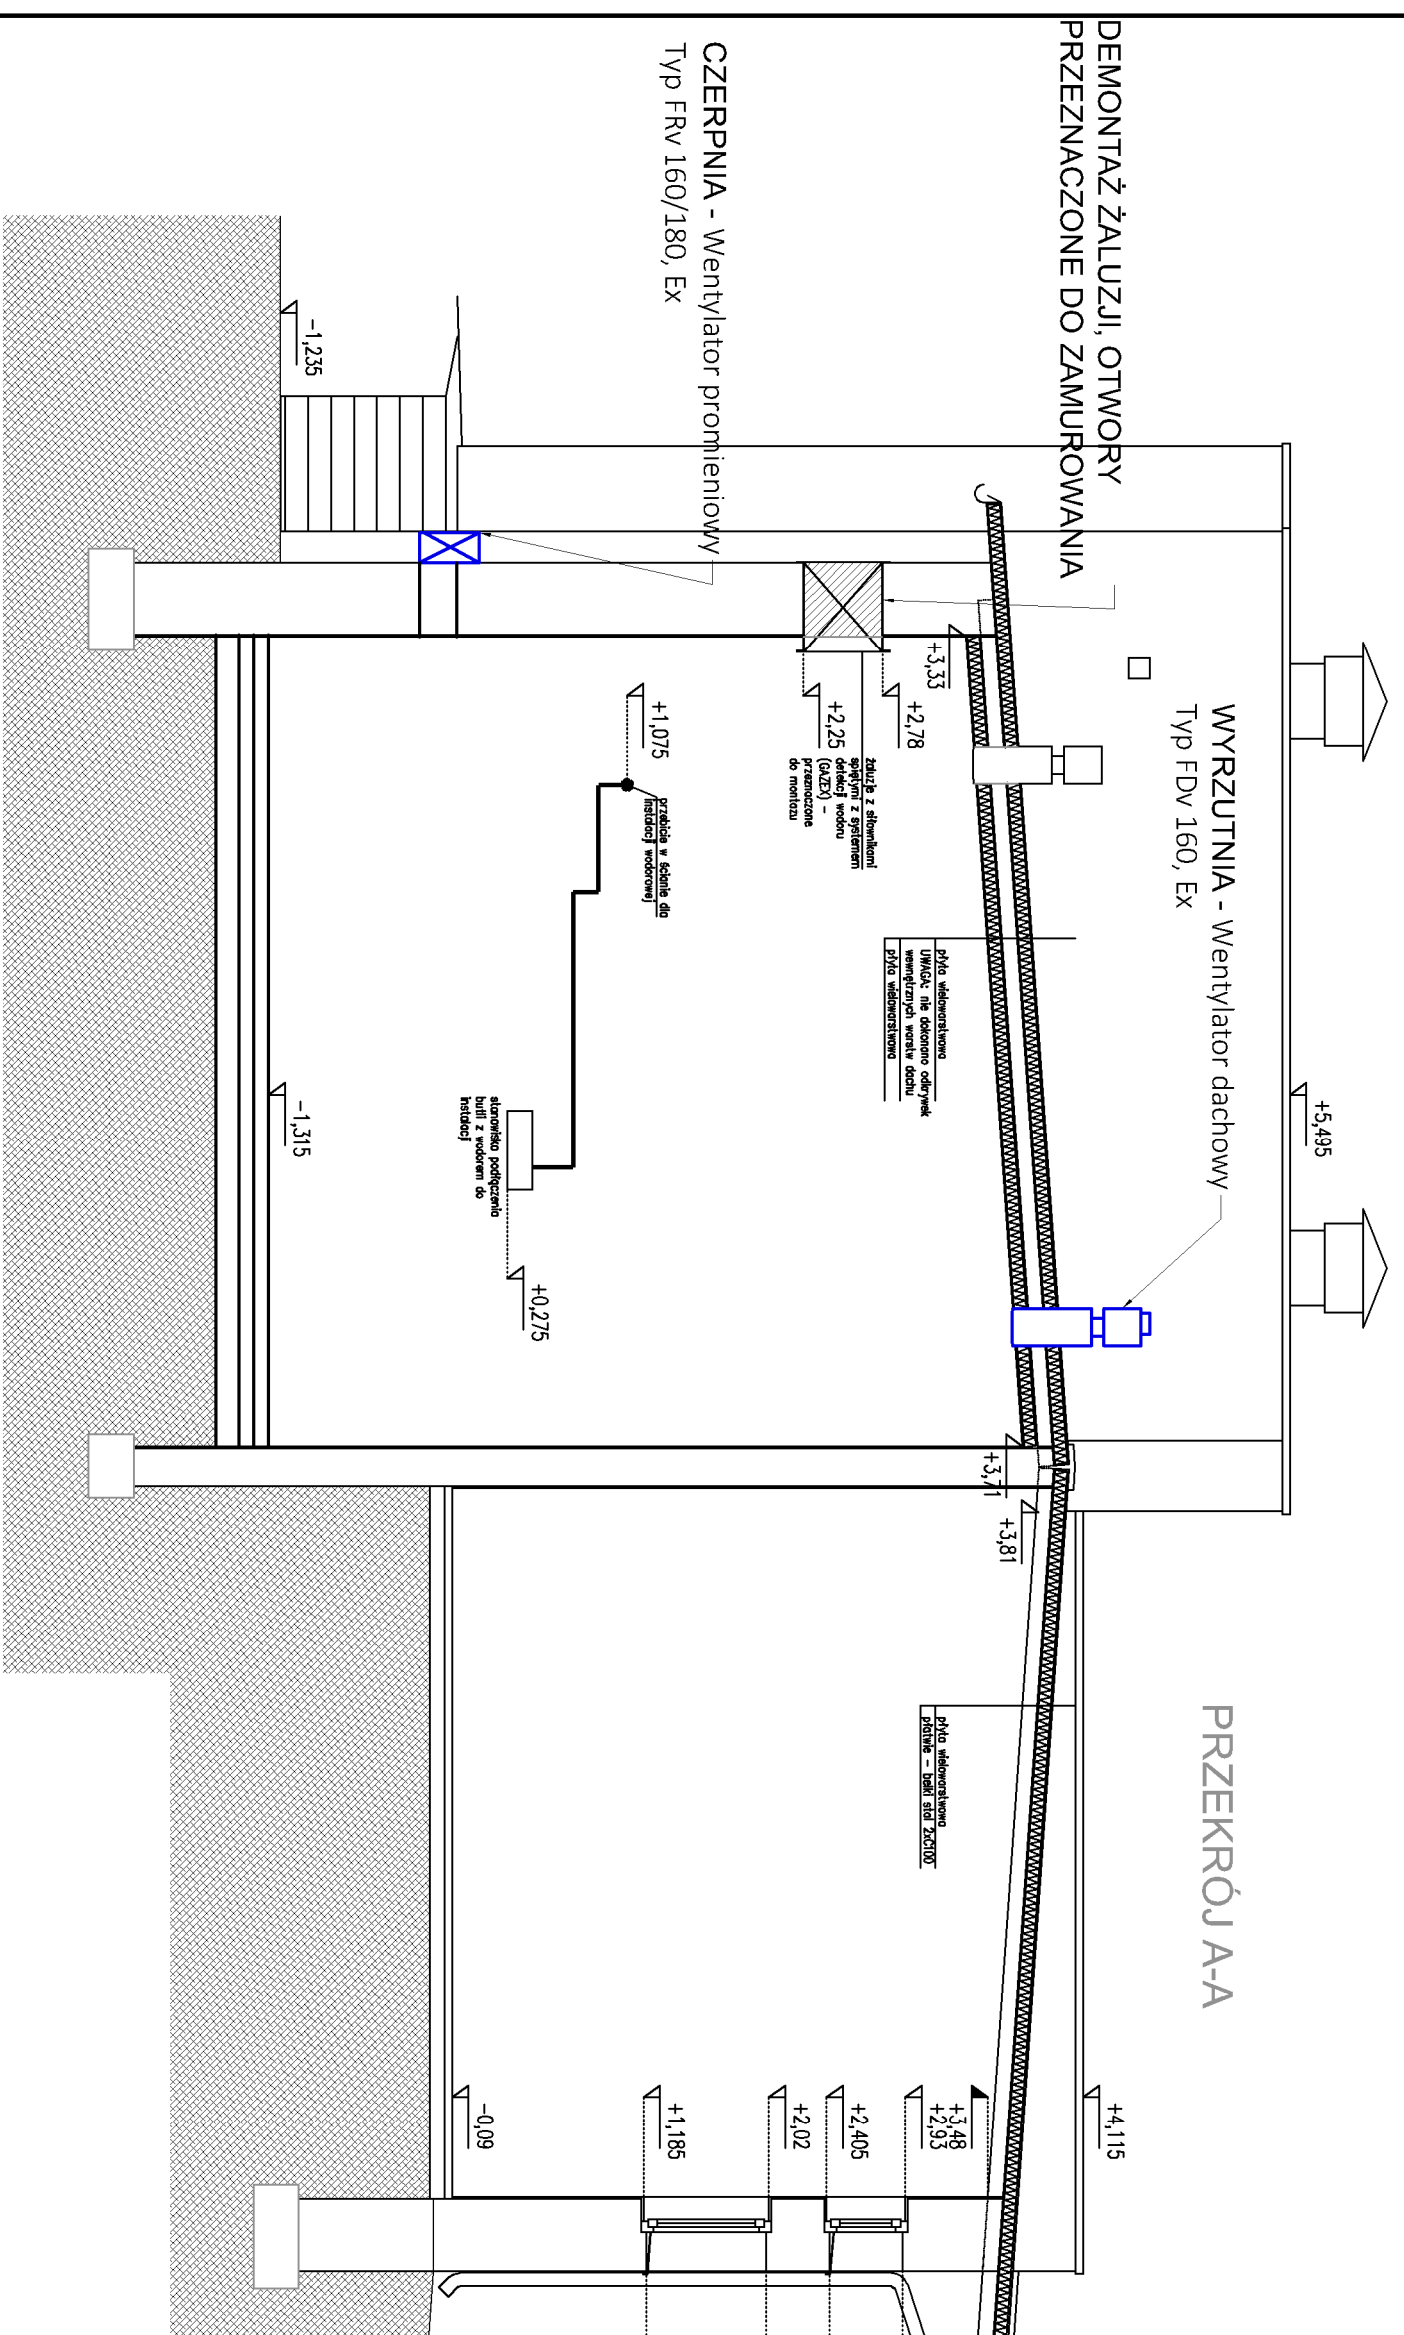 DEMONTAŻ ŻALUZJI, OTWORY
PRZEZNACZONE DO ZAMUROWANIA
CZERPNIA - Wentylator promieniowy
Typ FRv 160/180, Ex
WYRZUTNIA - Wentylator dachowy
Typ FDv 160, Ex
PRZEKRÓJ A-A
+5,495
+4,115
-1,235
+3,33
+2,78
+2,25
żaluzje z siłownikami
spiętymi z systemem
detekcji wodoru
(GAZEX) -
przeznaczone
do montażu
+1,075
przebicie w ścianie dla
instalacji wodorowej
płyta wielowarstwowa
UWAGA: nie dokonano odkrywek
wewnętrznych warstw dachu
płyta wielowarstwowa
stanowisko podłączenia
butli z wodorem do
instalacji
+0,275
-1,315
+3,71
+3,81
płyta wielowarstwowa
płatwie - belki stal 2xC100
+3,48
+2,93
+2,405
+2,02
+1,185
-0,09